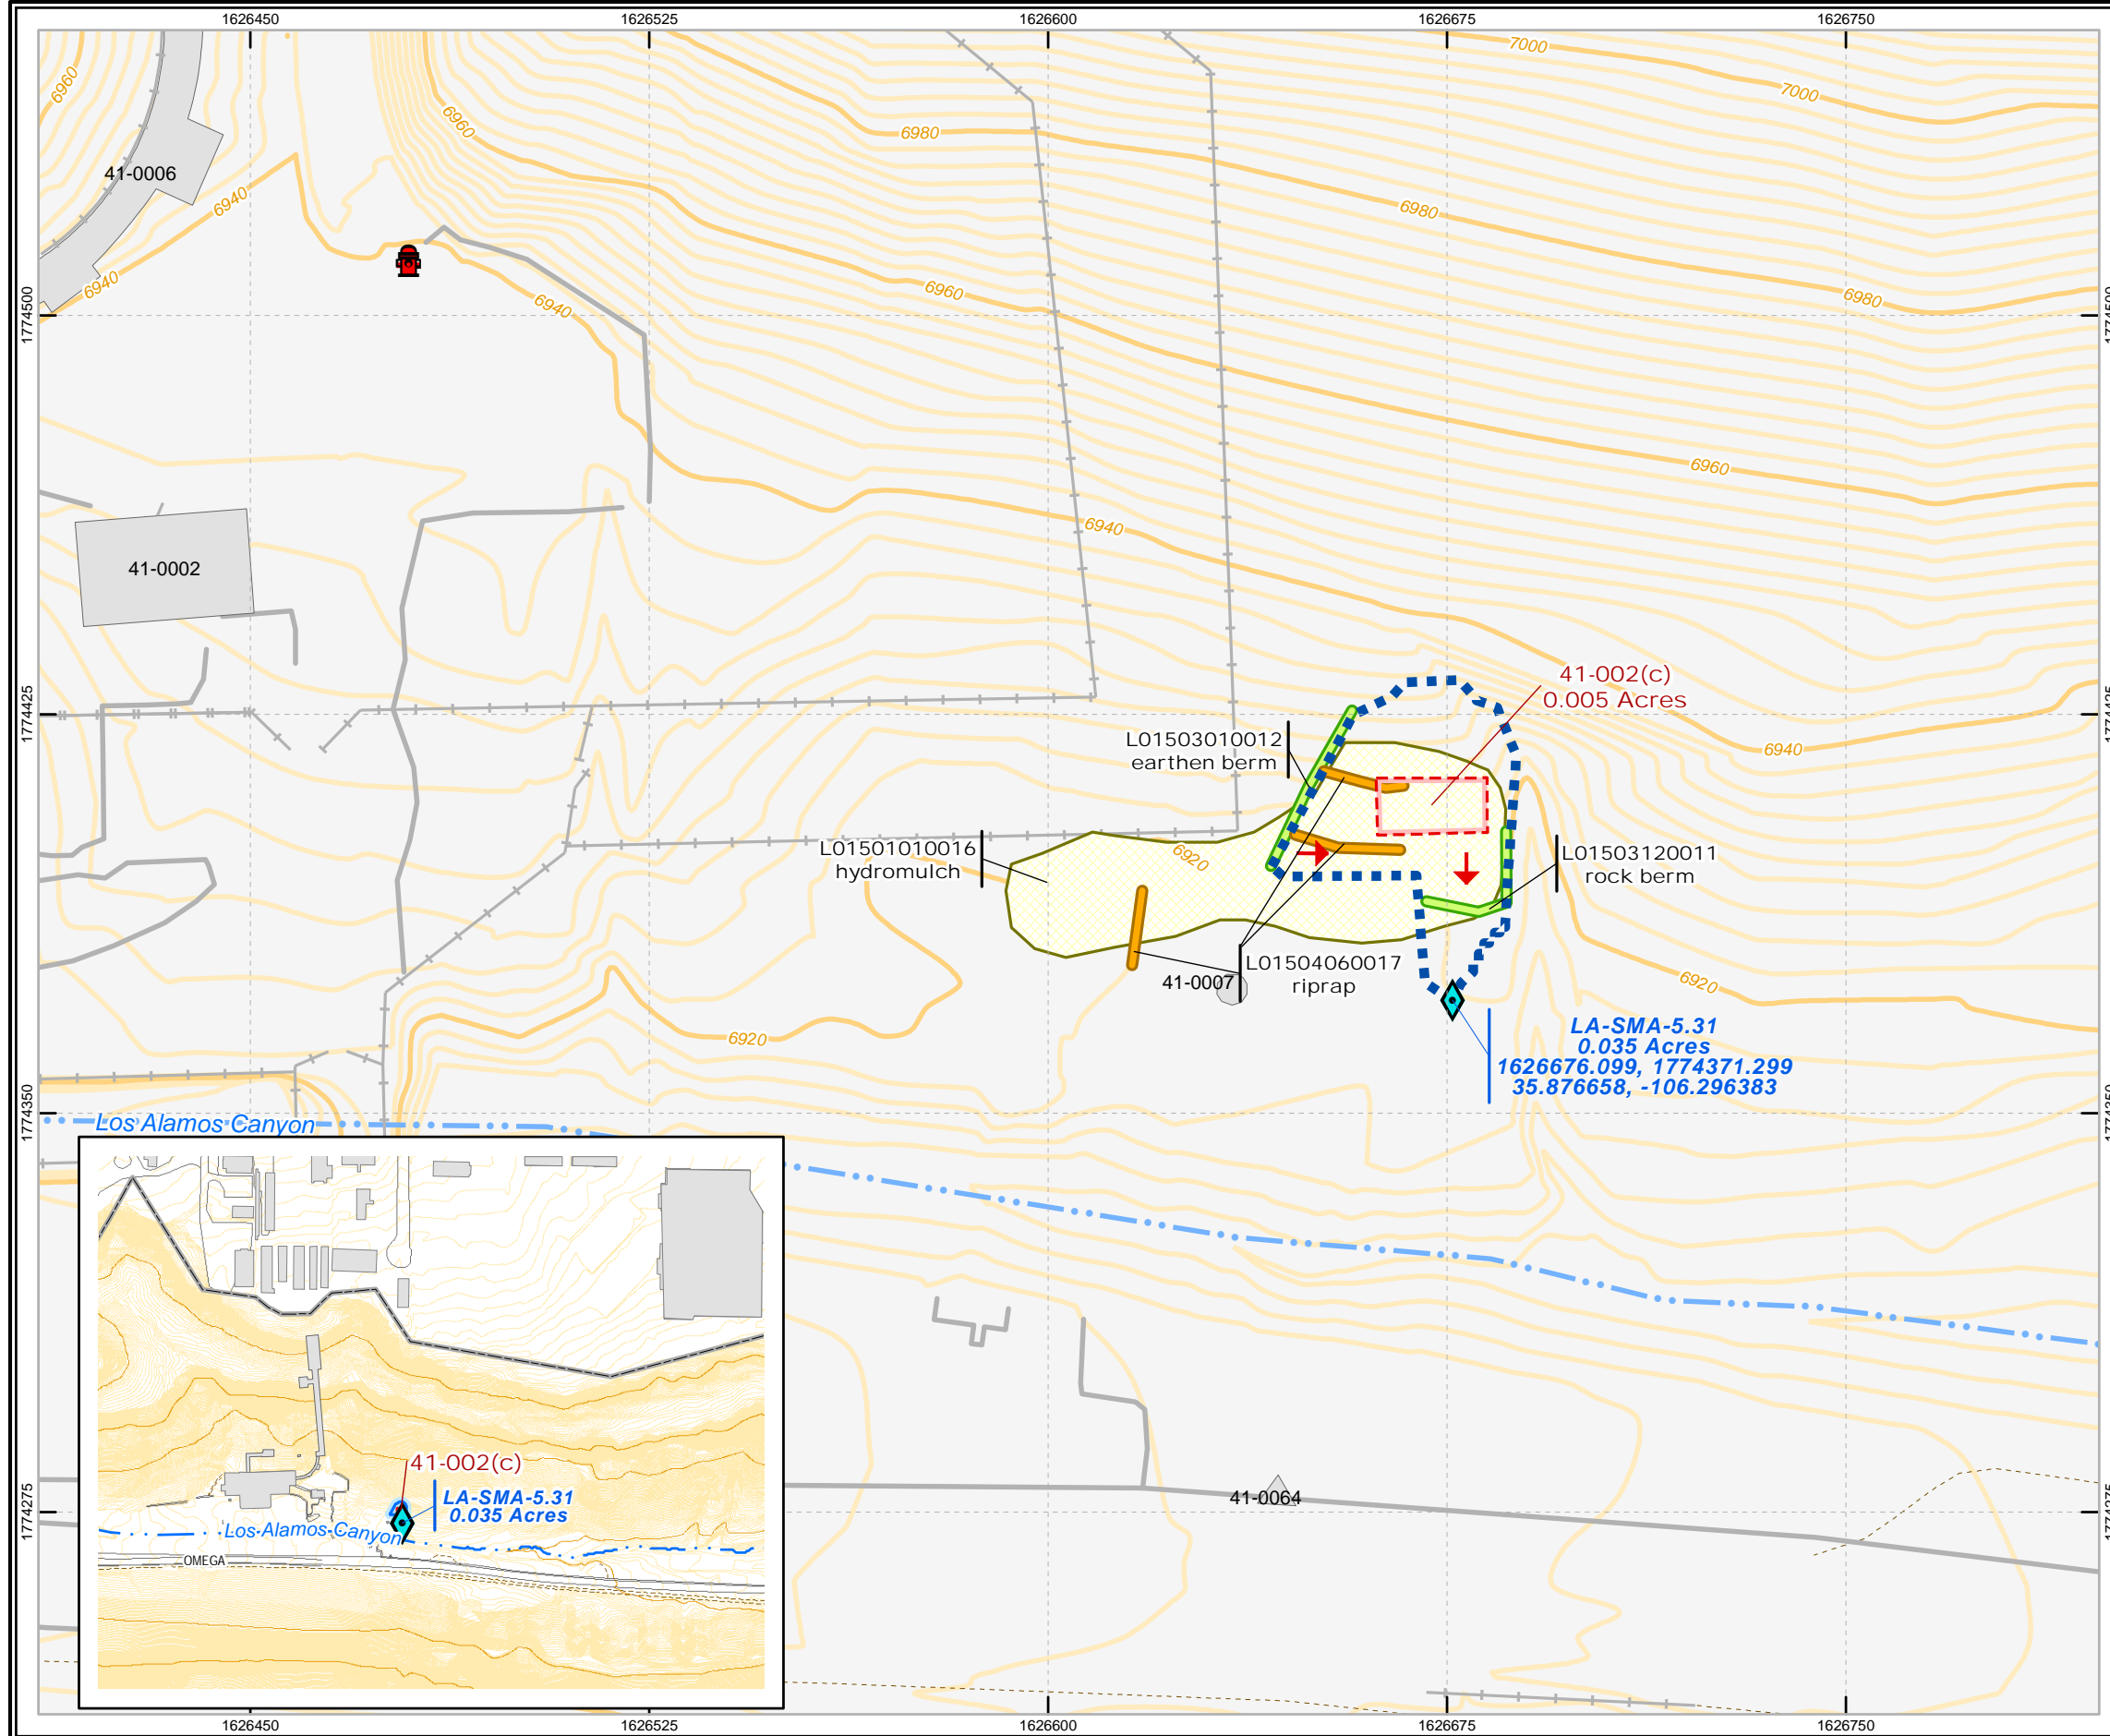 1626450
1626525
1626600
1626675
1626750
7000
7000
6960
6960
6980
41-0006
6940
6980
6940
6960
6940
6980
1774500
1774500
6960
6940
41-0002
41-002(c)
0.005 Acres
1774425
1774425
L01503010012
earthen berm
6940
L01501010016
hydromulch
6920
L01503120011
rock berm
L01504060017
riprap
41-0007
6920
6920
LA-SMA-5.31
0.035 Acres
1626676.099, 1774371.299
35.876658, -106.296383
1774350
1774350
Los Alamos Canyon
41-002(c)
LA-SMA-5.31
0.035 Acres
Los-Alamos-Canyon
OMEGA
41-0064
1774275
1774275
1626450
1626525
1626600
1626675
1626750